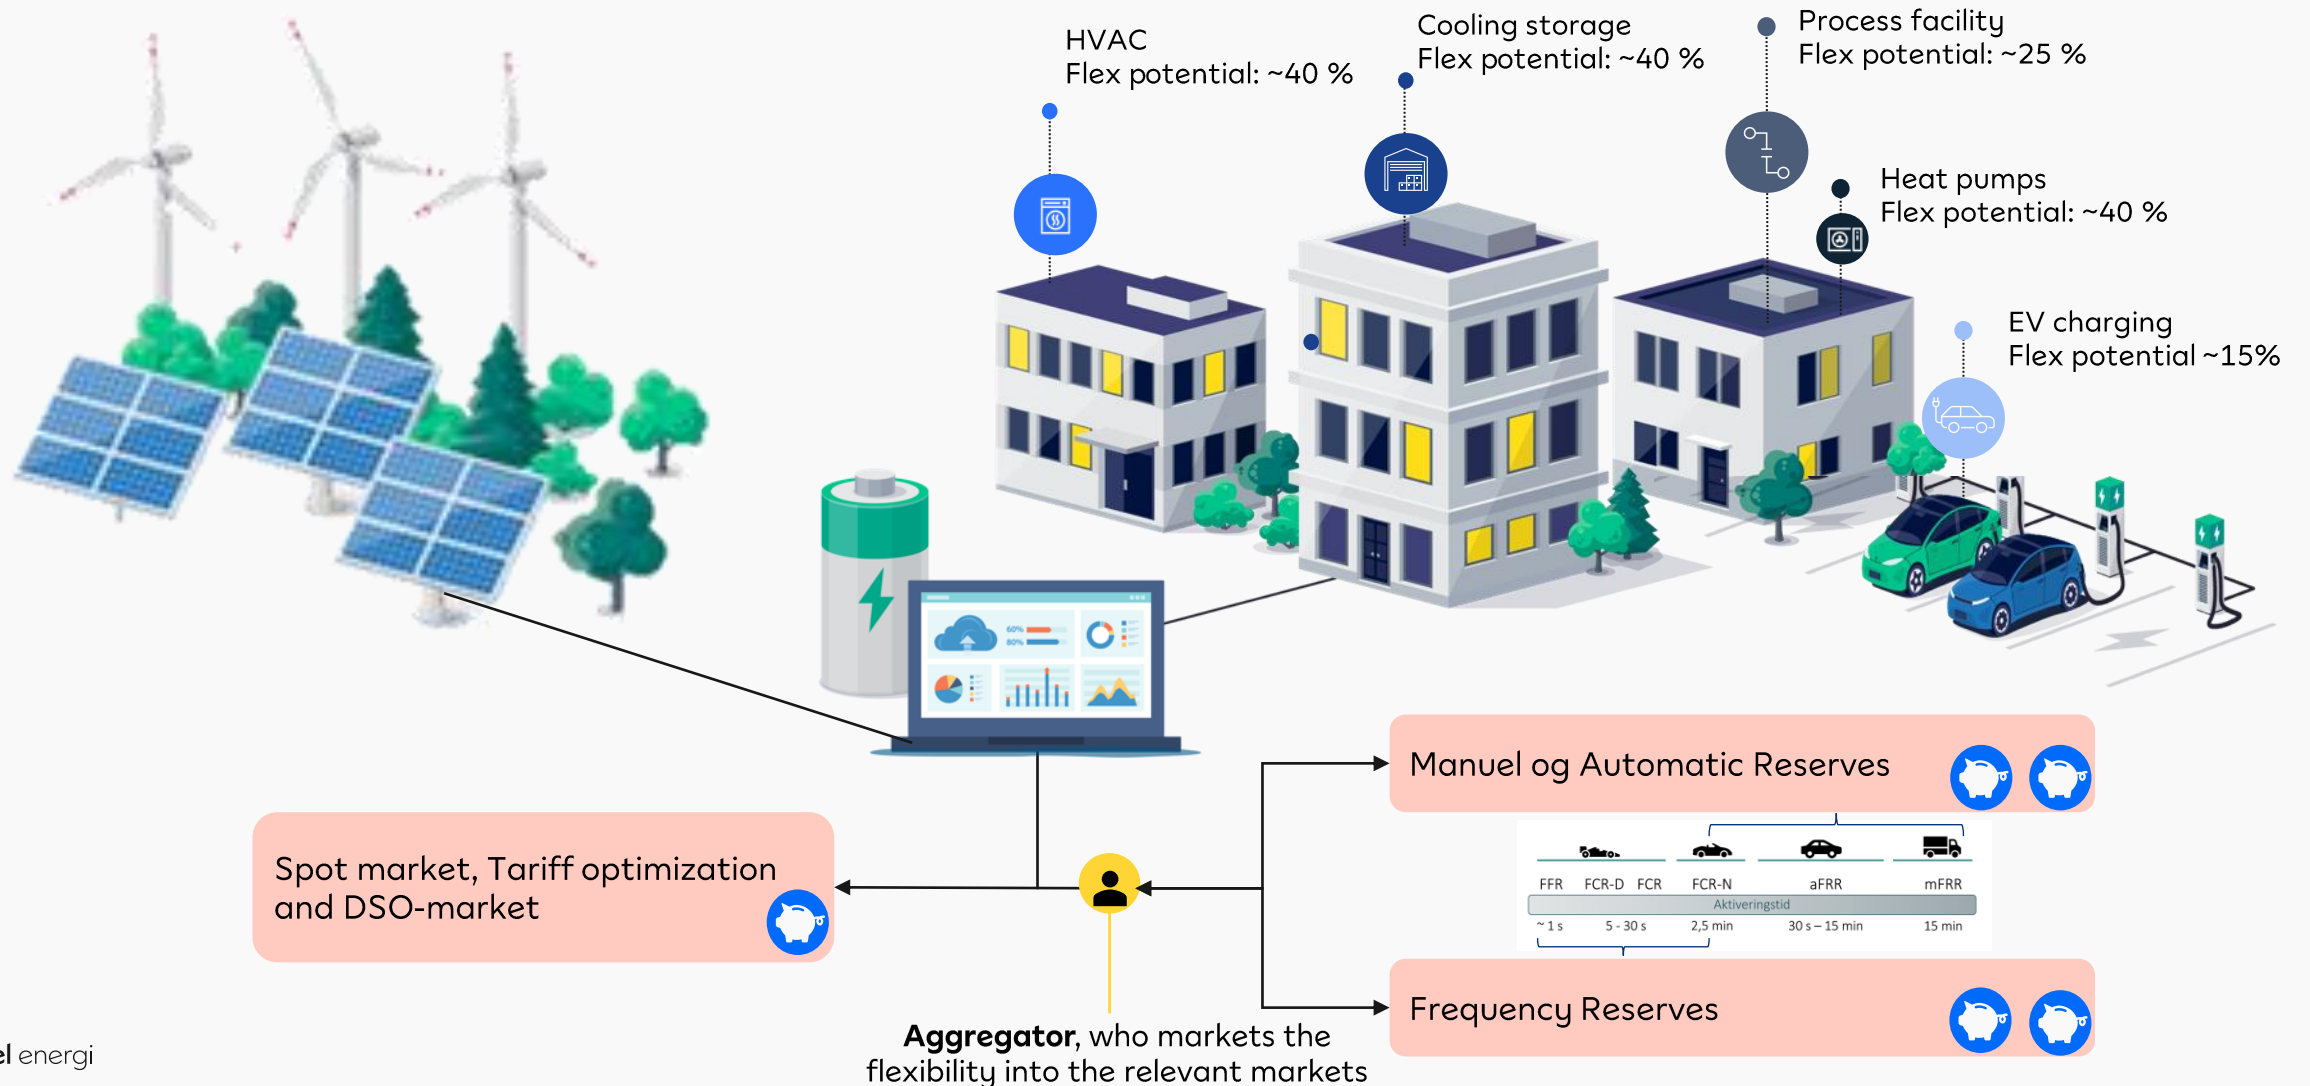 HVAC
Flex potential: ~40 %
Cooling storage
Flex potential: ~40 %
Process facility
Flex potential: ~25 %
Heat pumps
Flex potential: ~40 %
EV charging
Flex potential ~15%
60%
80%
Manuel og Automatic Reserves
Spot market, Tariff optimization
and DSO-market
FFR FCR-D FCR FCR-N aFRR mFRR
Aktiveringstid
~ 1 s 5 - 30 s 2,5 min 30 s – 15 min 15 min
Frequency Reserves
Aggregator, who markets the
flexibility into the relevant markets
el energi